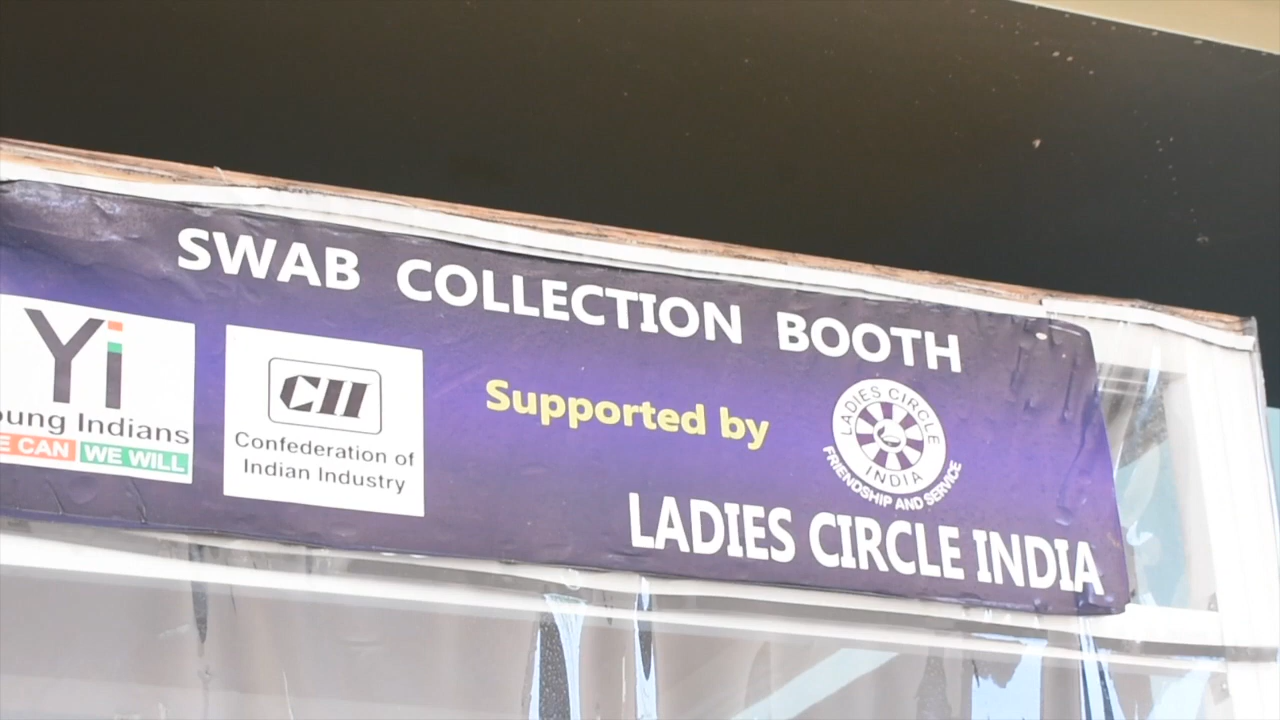 SWAB COLLECTION BOOTH
Yi
oung Indians
E CAN WE WILL
CII
Confederation of
Indian Industry
Supported by
LADIES CIRCLE
INDIA
FRIENDSHIP AND SERVICE
LADIES CIRCLE INDIA